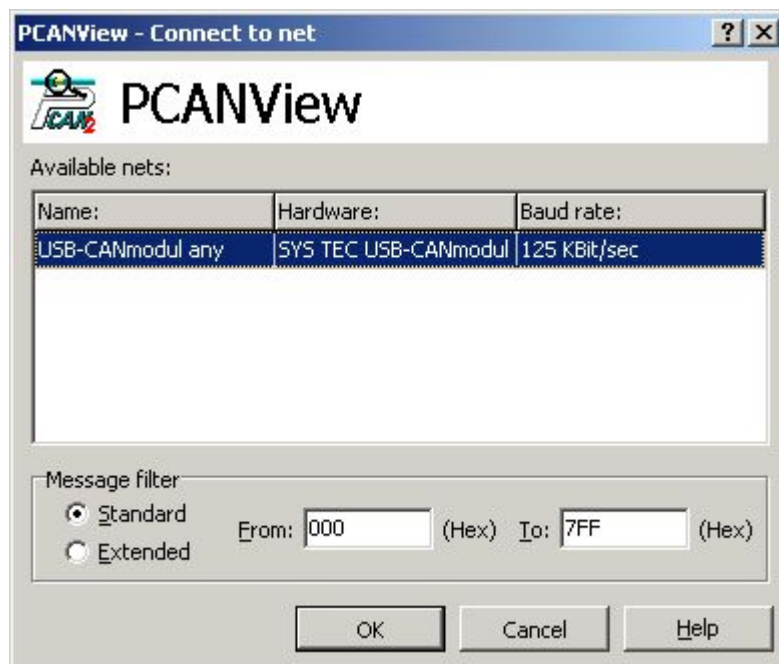 PCANView - Connect to net
PCAN2
PCANView
Available nets:
Name: Hardware: Baud rate:
USB-CANmodul any SYS TEC USB-CANmodul 125 KBit/sec
Message filter
Standard
From: 000 (Hex) To: 7FF (Hex)
Extended
OK Cancel Help